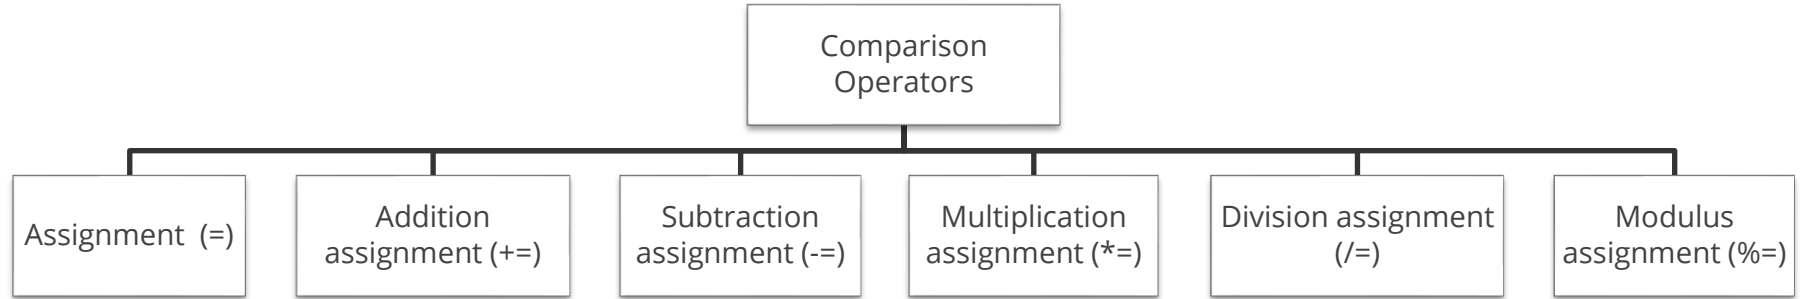 Comparison
Operators
Assignment  (=)
Addition
assignment (+=)
Subtraction
assignment (-=)
Multiplication
assignment (*=)
Division assignment
(/=)
Modulus
assignment (%=)